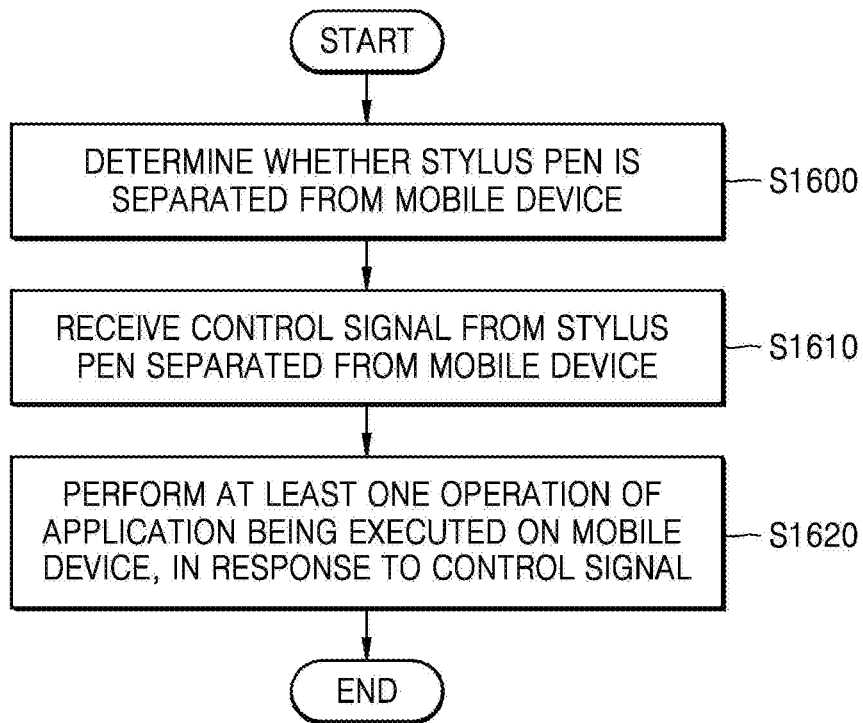 START
DETERMINE WHETHER STYLUS PEN IS
SEPARATED FROM MOBILE DEVICE
S1600
RECEIVE CONTROL SIGNAL FROM STYLUS
PEN SEPARATED FROM MOBILE DEVICE
S1610
PERFORM AT LEAST ONE OPERATION OF
APPLICATION BEING EXECUTED ON MOBILE
DEVICE, IN RESPONSE TO CONTROL SIGNAL
S1620
END